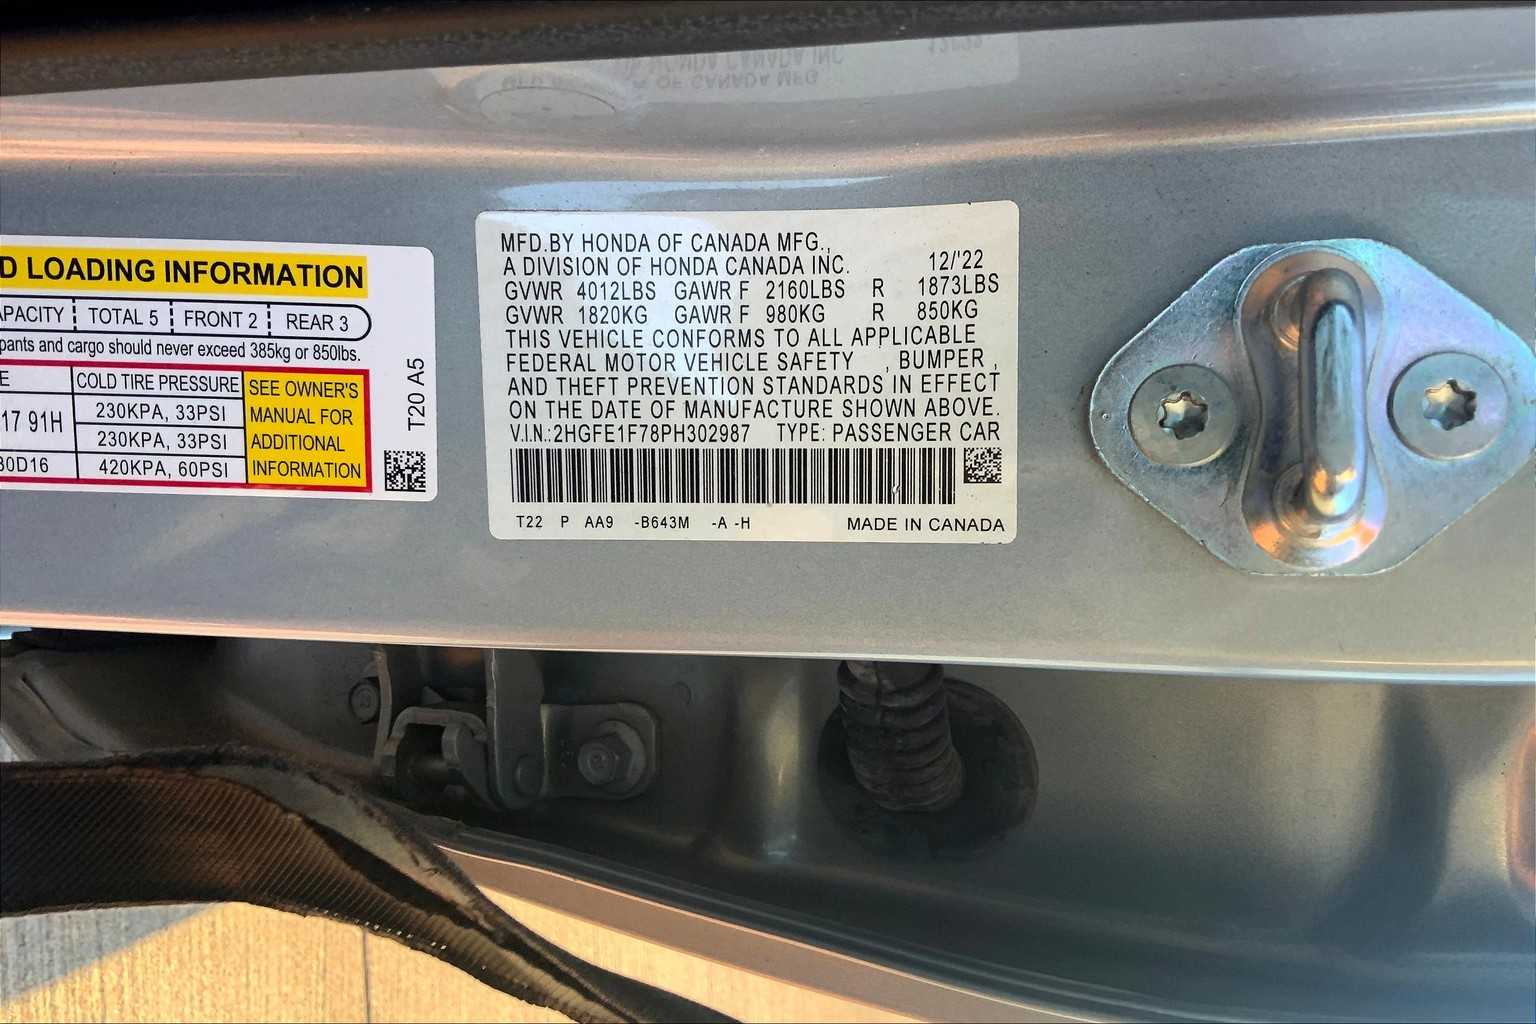 D LOADING INFORMATION
APACITY TOTAL 5 FRONT 2 REAR 3
pants and cargo should never exceed 385kg or 850lbs.
E COLD TIRE PRESSURE
17 91H 230KPA, 33PSI
230KPA, 33PSI
80D16 420KPA, 60PSI
SEE OWNER'S
MANUAL FOR
ADDITIONAL
INFORMATION
T20 A5
MFD.BY HONDA OF CANADA MFG.,
A DIVISION OF HONDA CANADA INC. 12/'22
GVWR 4012LBS GAWR F 2160LBS R 1873LBS
GVWR 1820KG GAWR F 980KG R 850KG
THIS VEHICLE CONFORMS TO ALL APPLICABLE
FEDERAL MOTOR VEHICLE SAFETY , BUMPER ,
AND THEFT PREVENTION STANDARDS IN EFFECT
ON THE DATE OF MANUFACTURE SHOWN ABOVE.
V.I.N.:2HGFE1F78PH302987 TYPE: PASSENGER CAR
T22 P AA9 -B643M -A -H MADE IN CANADA